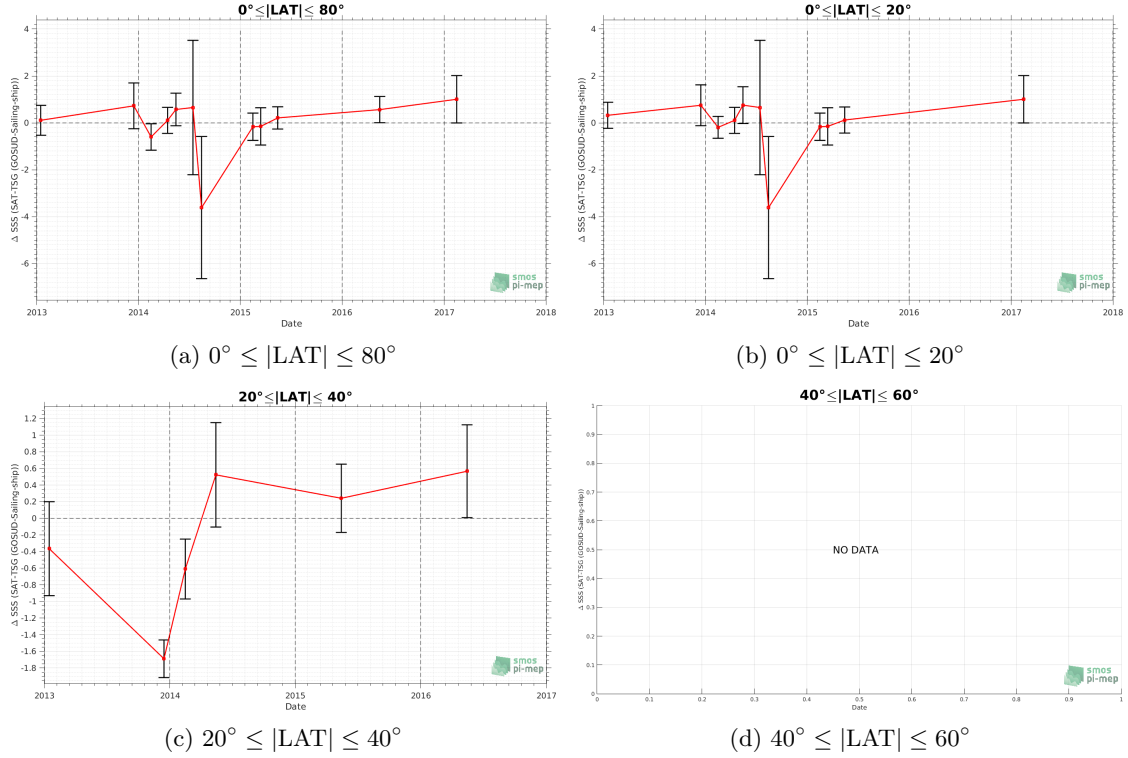 0°≤|LAT|≤ 80°
Δ SSS (SAT-TSG (GOSUD-Sailing-ship))
4
2
0
-2
-4
-6
2013 2014 2015 2016 2017 2018
Date
smos
pi-mep
(a) 0° ≤ |LAT| ≤ 80°
0°≤|LAT|≤ 20°
Δ SSS (SAT-TSG (GOSUD-Sailing-ship))
4
2
0
-2
-4
-6
2013 2014 2015 2016 2017 2018
Date
smos
pi-mep
(b) 0° ≤ |LAT| ≤ 20°
20°≤|LAT|≤ 40°
Δ SSS (SAT-TSG (GOSUD-Sailing-ship))
1.2
1
0.8
0.6
0.4
0.2
0
-0.2
-0.4
-0.6
-0.8
-1
-1.2
-1.4
-1.6
-1.8
2013 2014 2015 2016 2017
Date
smos
pi-mep
(c) 20° ≤ |LAT| ≤ 40°
40°≤|LAT|≤ 60°
Δ SSS (SAT-TSG (GOSUD-Sailing-ship))
1
0.9
0.8
0.7
0.6
0.5
0.4
0.3
0.2
0.1
0
NO DATA
0 0.1 0.2 0.3 0.4 0.5 0.6 0.7 0.8 0.9 1
Date
smos
pi-mep
(d) 40° ≤ |LAT| ≤ 60°